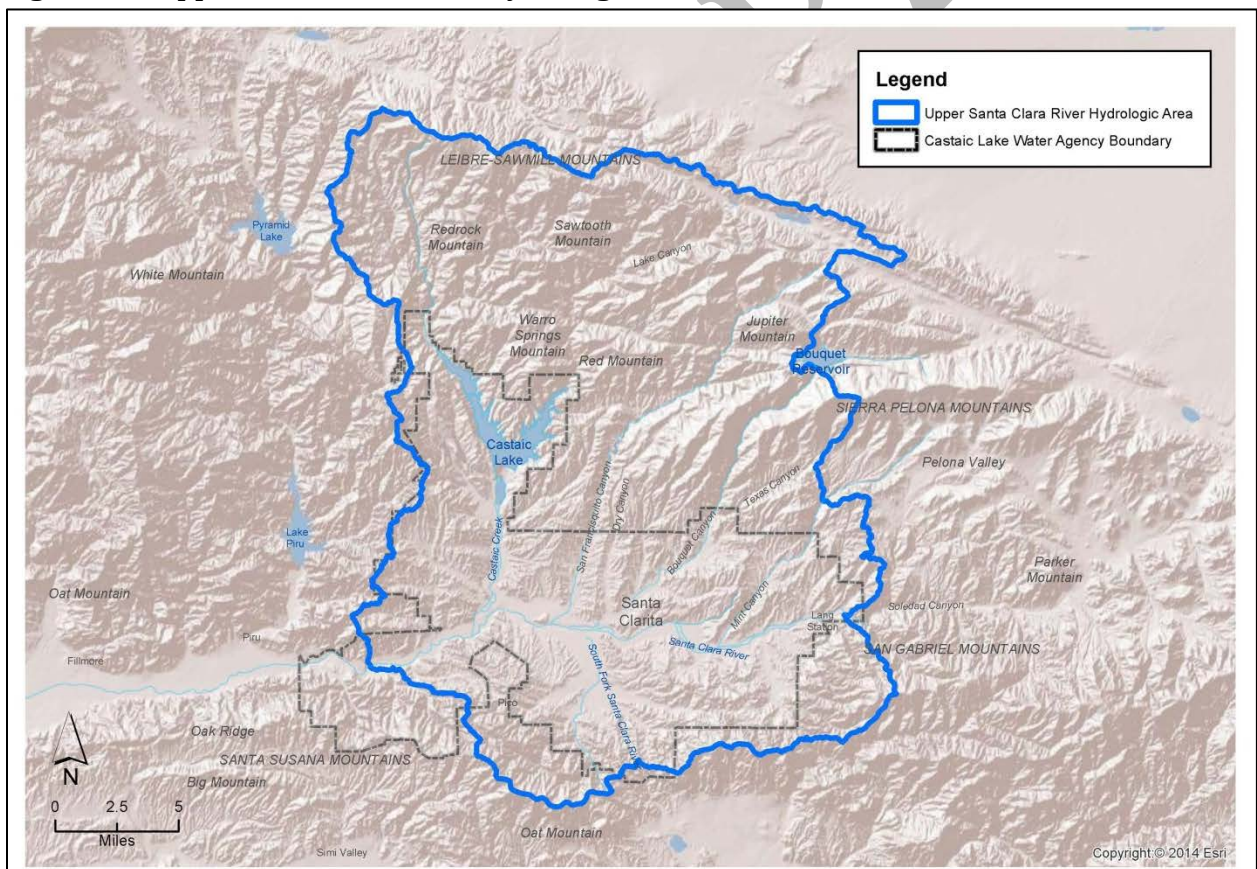 Legend
Upper Santa Clara River Hydrologic Area
Castaic Lake Water Agency Boundary
LEIBRE-SAWMILL MOUNTAINS
Pyramid
Lake
Redrock
Mountain
Sawtooth
Mountain
Lake Canyon
White Mountain
Warro
Springs
Mountain
Jupiter
Mountain
Red Mountain
Bouquet
Reservoir
SIERRA PELONA MOUNTAINS
Castaic
Lake
Pelona Valley
San Francisquito Canyon
Dry Canyon
Texas Canyon
Bouquet Canyon
Lake
Piru
Castaic Creek
Parker
Mountain
Oat Mountain
Santa
Clarita
Mint Canyon
Lang
Station
Soledad Canyon
Piru
Fillmore
Santa Clara River
SAN GABRIEL MOUNTAINS
South Fork Santa Clara River
Pico
Oak Ridge
SANTA SUSANA MOUNTAINS
Big Mountain
N
0 2.5 5
Miles
Oat Mountain
Simi Valley
Copyright:© 2014 Esri